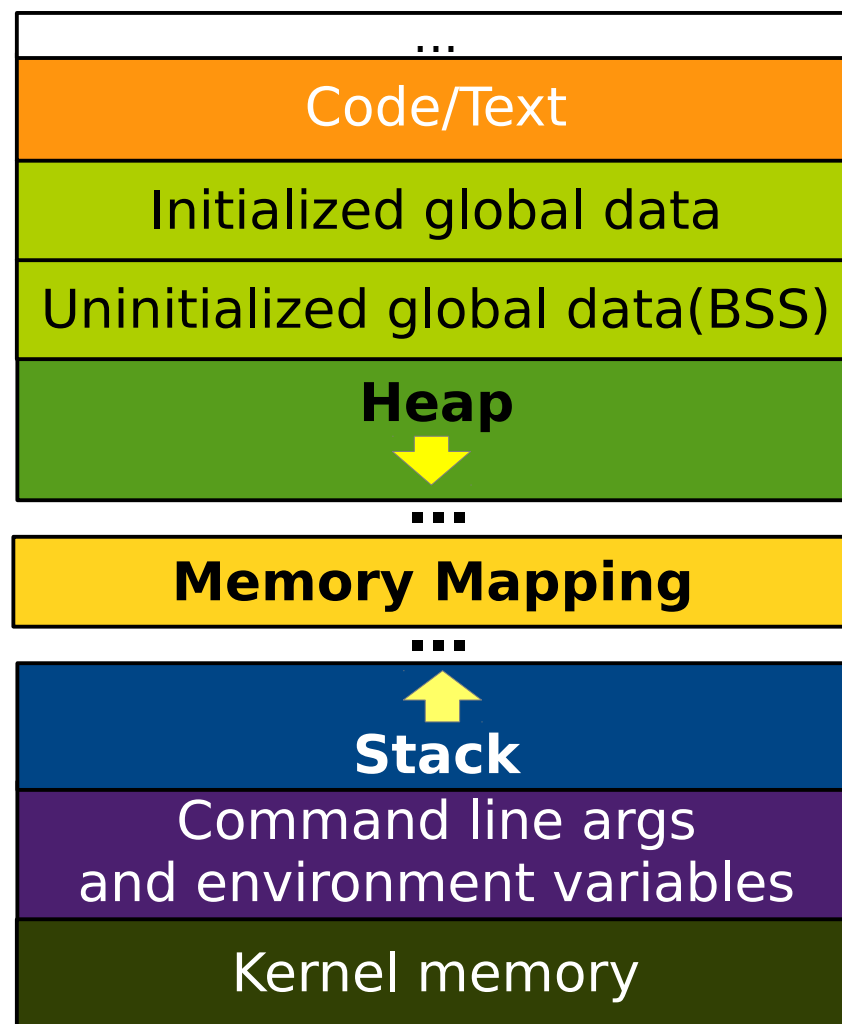 ...
Code/Text
Initialized global data
Uninitialized global data(BSS)
Heap
...
Memory Mapping
...
Stack
Command line args
and environment variables
Kernel memory